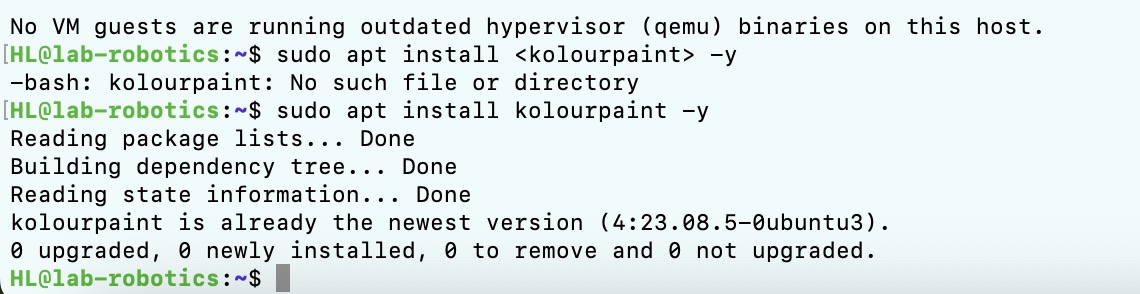 No VM guests are running outdated hypervisor (qemu) binaries on this host.
[HL@lab-robotics:~$ sudo apt install <kolourpaint> -y
-bash: kolourpaint: No such file or directory
[HL@lab-robotics:~$ sudo apt install kolourpaint -y
Reading package lists... Done
Building dependency tree... Done
Reading state information... Done
kolourpaint is already the newest version (4:23.08.5-0ubuntu3).
0 upgraded, 0 newly installed, 0 to remove and 0 not upgraded.
HL@lab-robotics:~$